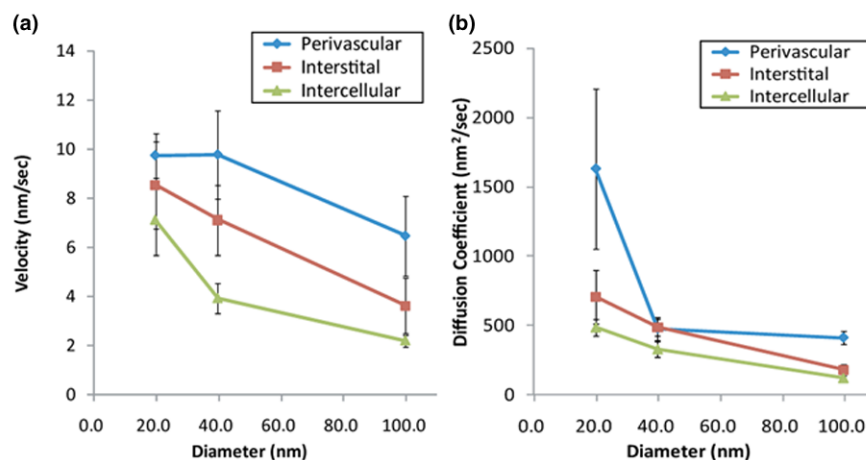 (a)
Perivascular
Interstital
Intercellular
14
12
10
8
6
4
2
0
Velocity (nm/sec)
0.0 20.0 40.0 60.0 80.0 100.0
Diameter (nm)
(b)
Perivascular
Interstital
Intercellular
2500
2000
1500
1000
500
0
Diffusion Coefficient (nm²/sec)
0.0 20.0 40.0 60.0 80.0 100.0
Diameter (nm)